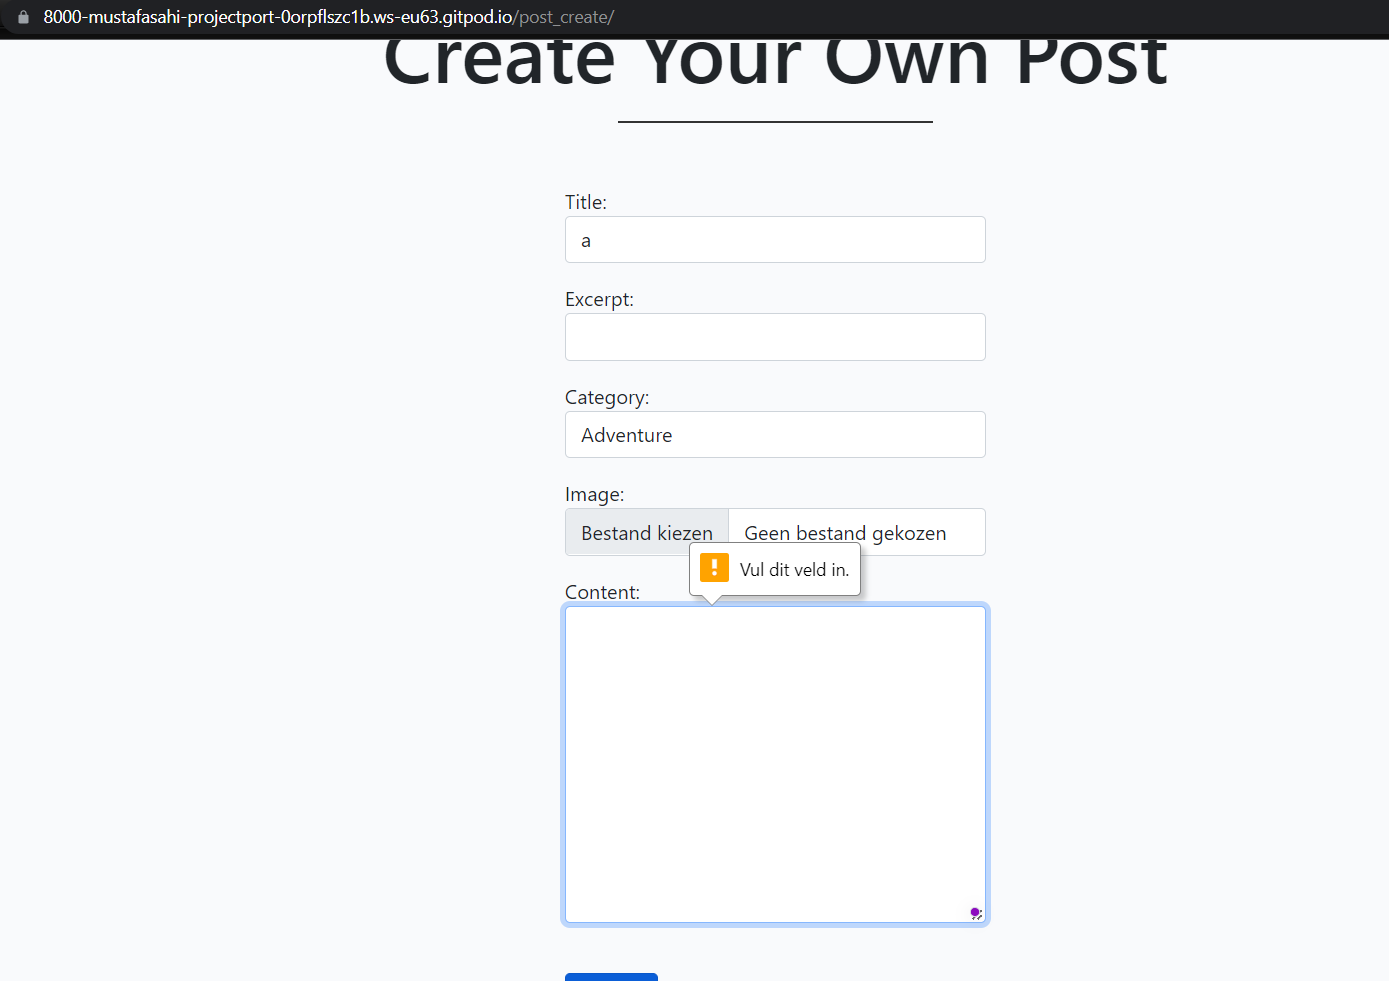 8000-mustafasahi-projectport-0orpflszc1b.ws-eu63.gitpod.io/post_create/
Create Your Own Post
Title:
a
Excerpt:
Category:
Adventure
Image:
Bestand kiezen Geen bestand gekozen
Vul dit veld in.
Content: